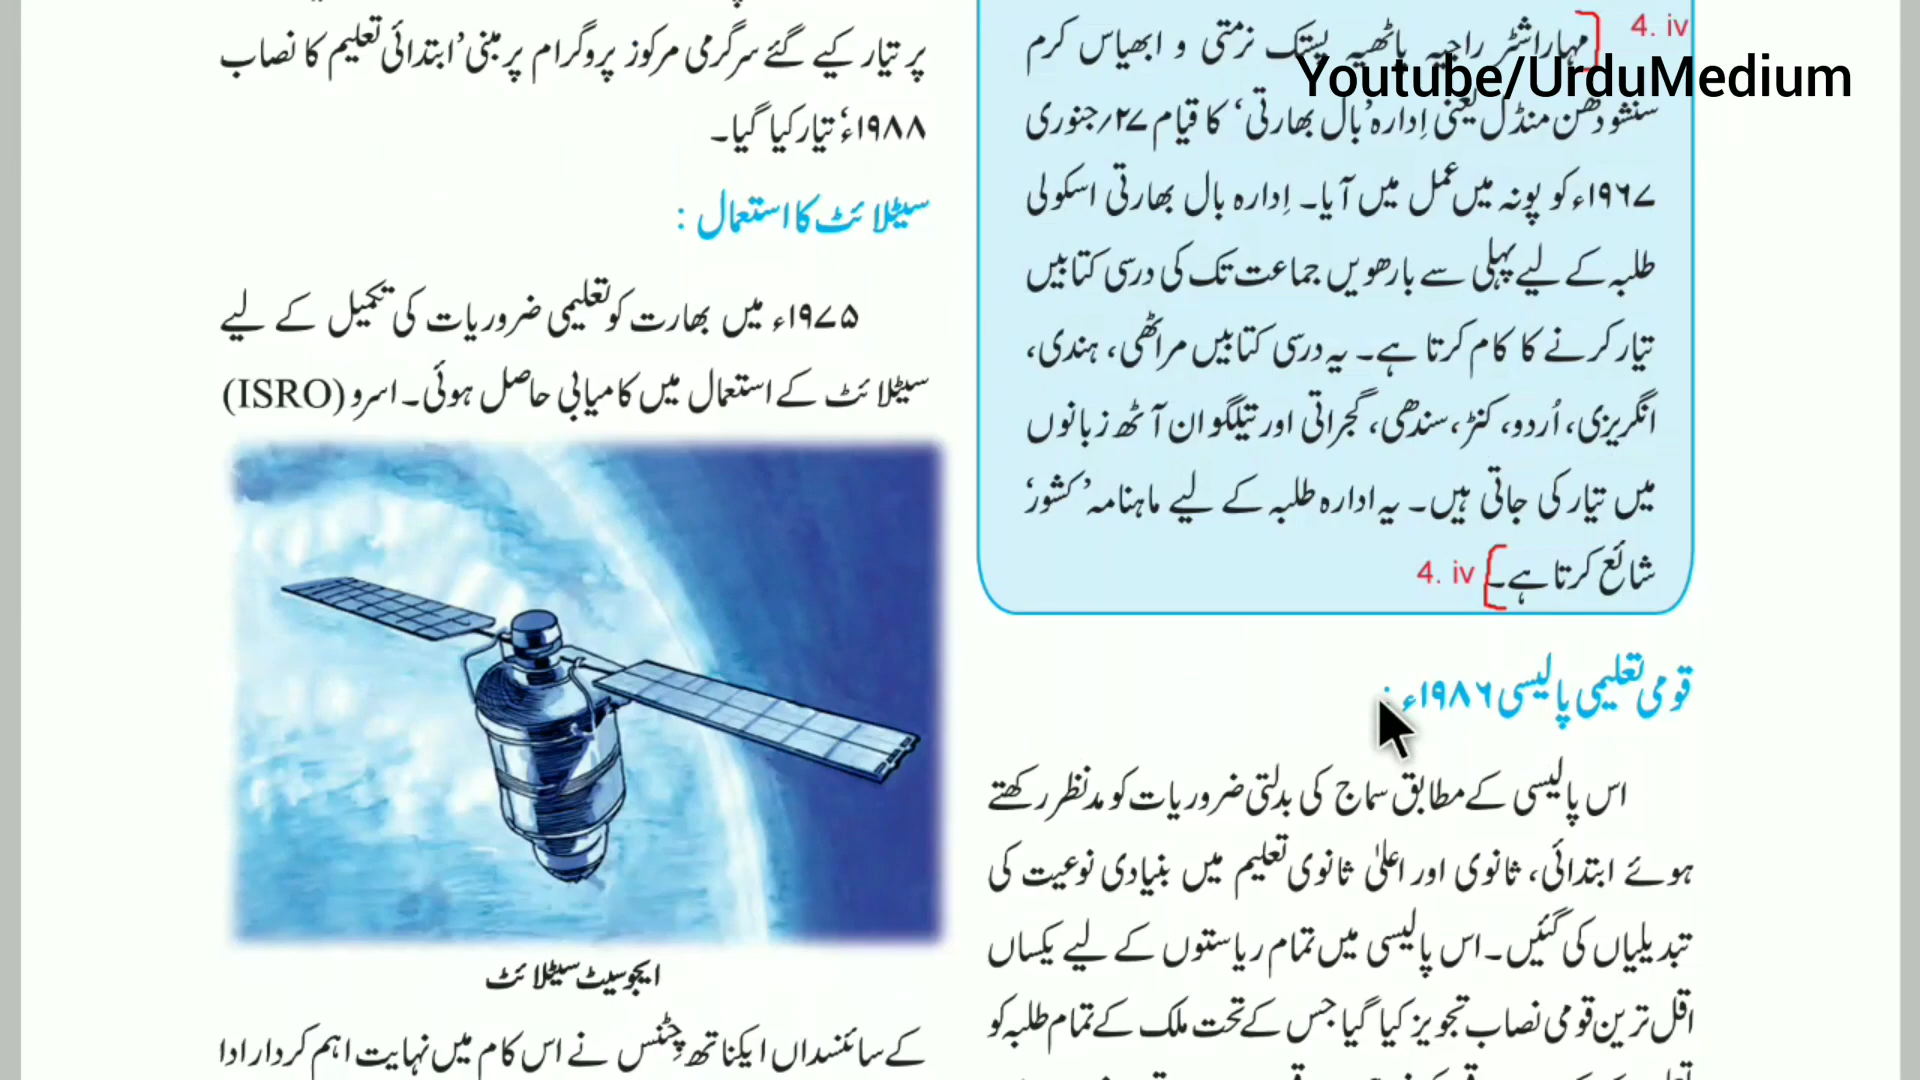 4. iv
Youtube/UrduMedium
مہاراشٹر راجیہ پاٹھیہ پستک نرمتی و ابھیاس کرم
سنشودھن منڈل یعنی اِدارہ ’بال بھارتی‘ کا قیام ۲۷؍جنوری
۱۹۶۷ء کو پونہ میں عمل میں آیا۔ اِدارہ بال بھارتی اسکولی
طلبہ کے لیے پہلی سے بارھویں جماعت تک کی درسی کتابیں
تیار کرنے کا کام کرتا ہے۔ یہ درسی کتابیں مراٹھی، ہندی،
انگریزی، اُردو، کنڑ، سندھی، گجراتی اور تیلگو ان آٹھ زبانوں
میں تیار کی جاتی ہیں۔ یہ ادارہ طلبہ کے لیے ماہنامہ ’کشور‘
شائع کرتا ہے۔
4. iv
قومی تعلیمی پالیسی ۱۹۸۶ء :
اس پالیسی کے مطابق سماج کی بدلتی ضروریات کو مدنظر رکھتے
ہوئے ابتدائی، ثانوی اور اعلیٰ ثانوی تعلیم میں بنیادی نوعیت کی
تبدیلیاں کی گئیں۔ اس پالیسی میں تمام ریاستوں کے لیے یکساں
اقل ترین قومی نصاب تجویز کیا گیا جس کے تحت ملک کے تمام طلبہ کو
پر تیار کیے گئے سرگرمی مرکوز پروگرام پر مبنی ’ابتدائی تعلیم کا نصاب
۱۹۸۸ء‘ تیار کیا گیا۔
سیٹلائٹ کا استعمال :
۱۹۷۵ء میں بھارت کو تعلیمی ضروریات کی تکمیل کے لیے
سیٹلائٹ کے استعمال میں کامیابی حاصل ہوئی۔ اسرو (ISRO)
ایجوسیٹ سیٹلائٹ
کے سائنسداں ایکناتھ چٹنس نے اس کام میں نہایت اہم کردار ادا